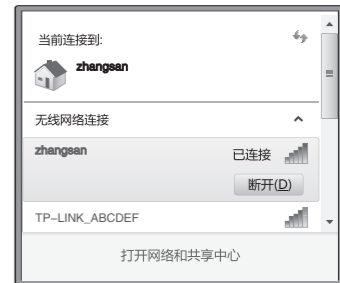 当前连接到:
zhangsan
无线网络连接
zhangsan
已连接
断开(D)
TP-LINK_ABCDEF
打开网络和共享中心